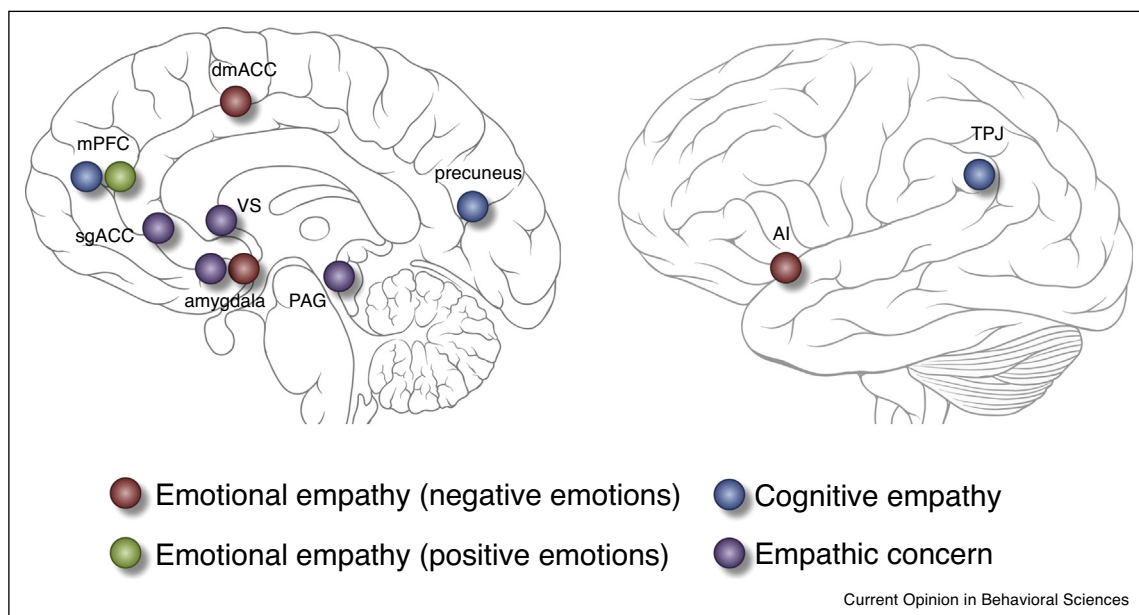 dmACC
mPFC
VS
sgACC
amygdala
PAG
precuneus
TPJ
AI
Emotional empathy (negative emotions)
Cognitive empathy
Emotional empathy (positive emotions)
Empathic concern
Current Opinion in Behavioral Sciences